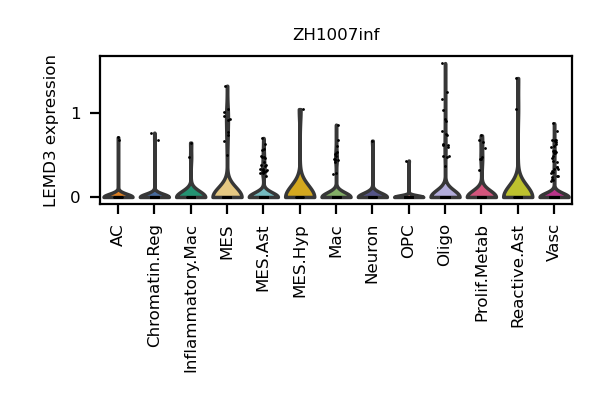 ZH1007inf
LEMD3 expression
1
0
AC
Chromatin.Reg
Inflammatory.Mac
MES
MES.Ast
MES.Hyp
Mac
Neuron
OPC
Oligo
Prolif.Metab
Reactive.Ast
Vasc